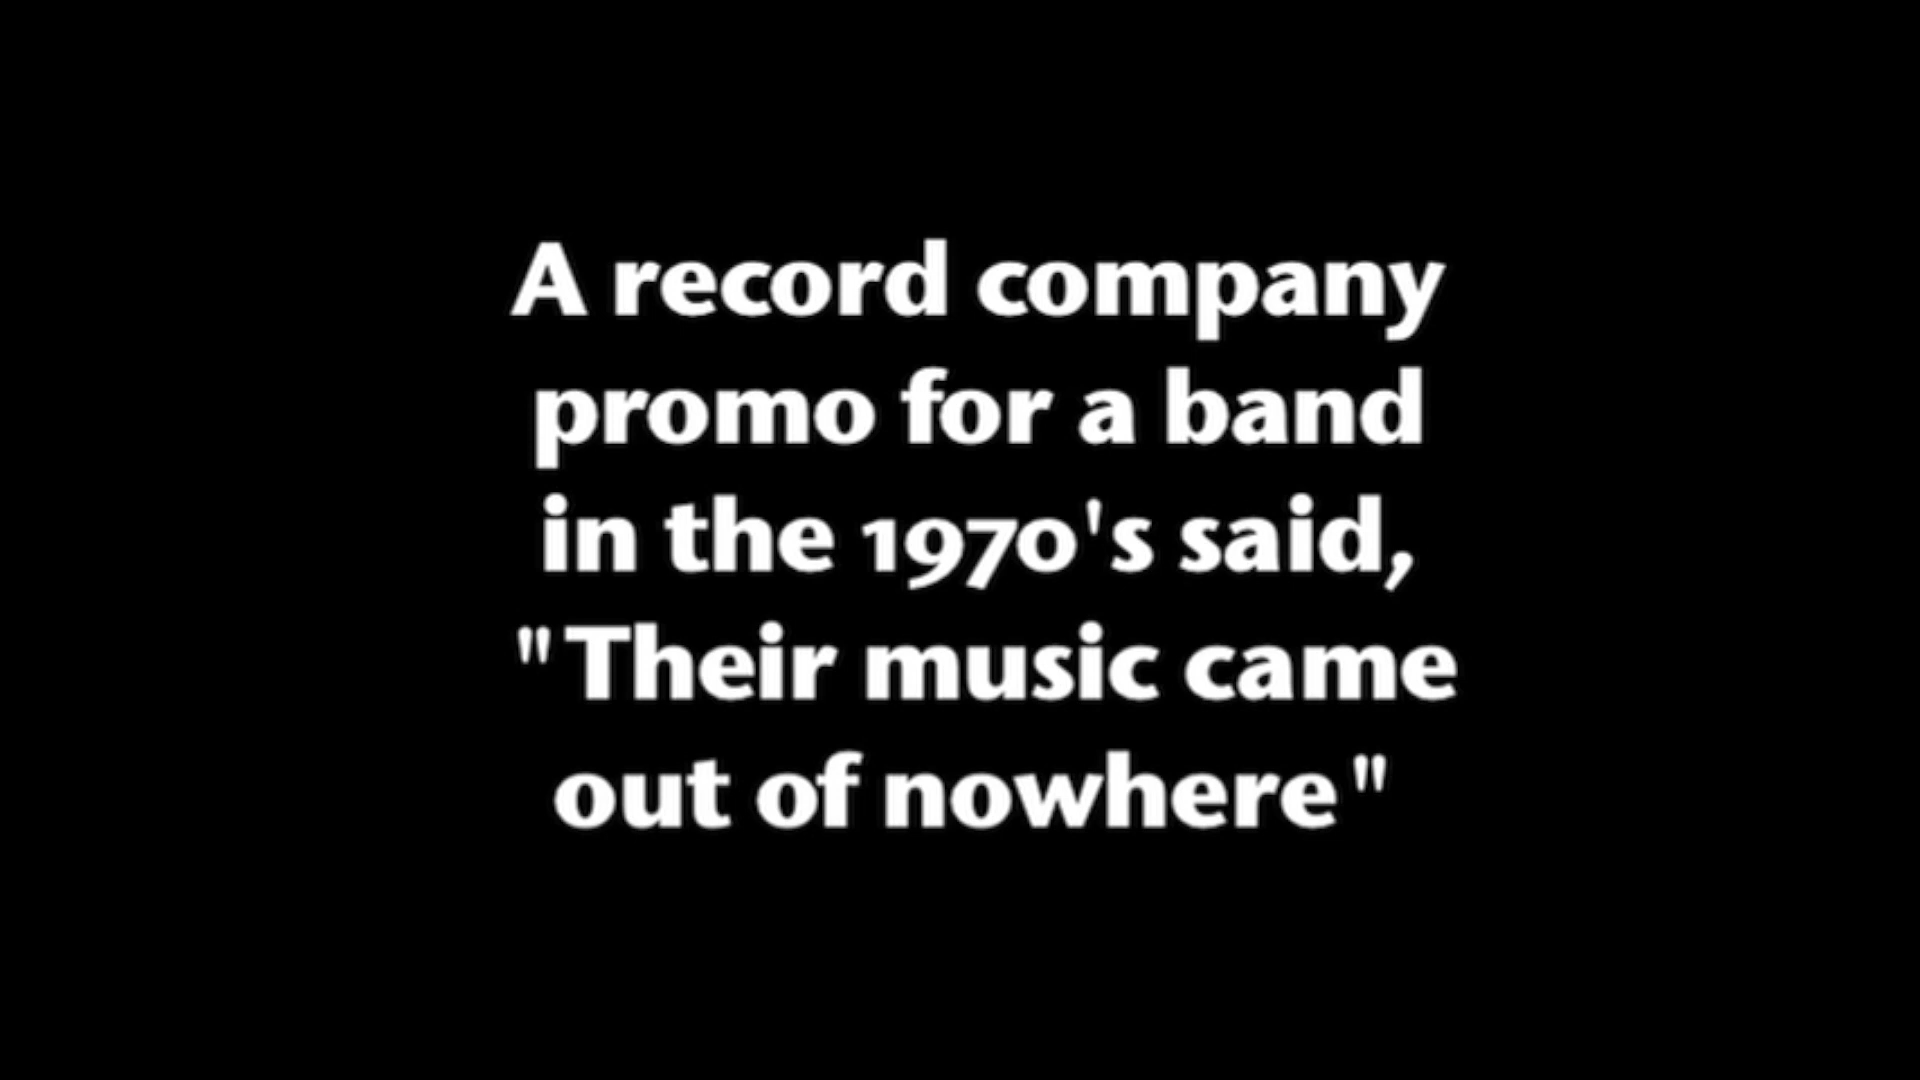 A record company
promo for a band
in the 1970's said,
"Their music came
out of nowhere"